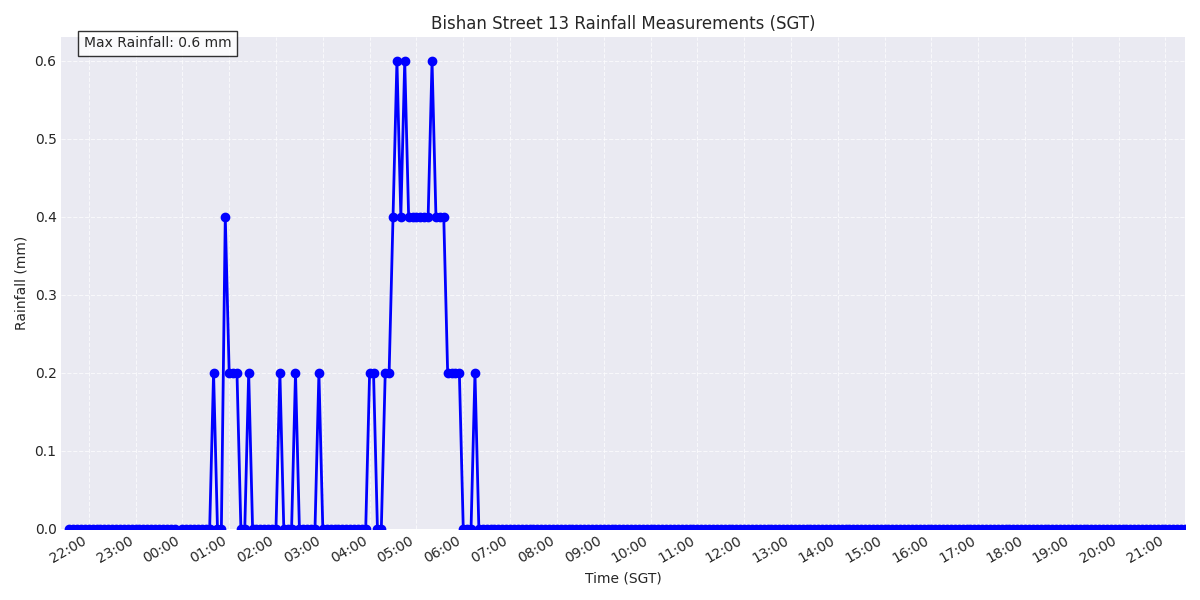 Bishan Street 13 Rainfall Measurements (SGT)
Max Rainfall: 0.6 mm
0.6
0.5
0.4
0.3
0.2
0.1
0.0
Rainfall (mm)
22:00 23:00 00:00 01:00 02:00 03:00 04:00 05:00 06:00 07:00 08:00 09:00 10:00 11:00 12:00 13:00 14:00 15:00 16:00 17:00 18:00 19:00 20:00 21:00
Time (SGT)